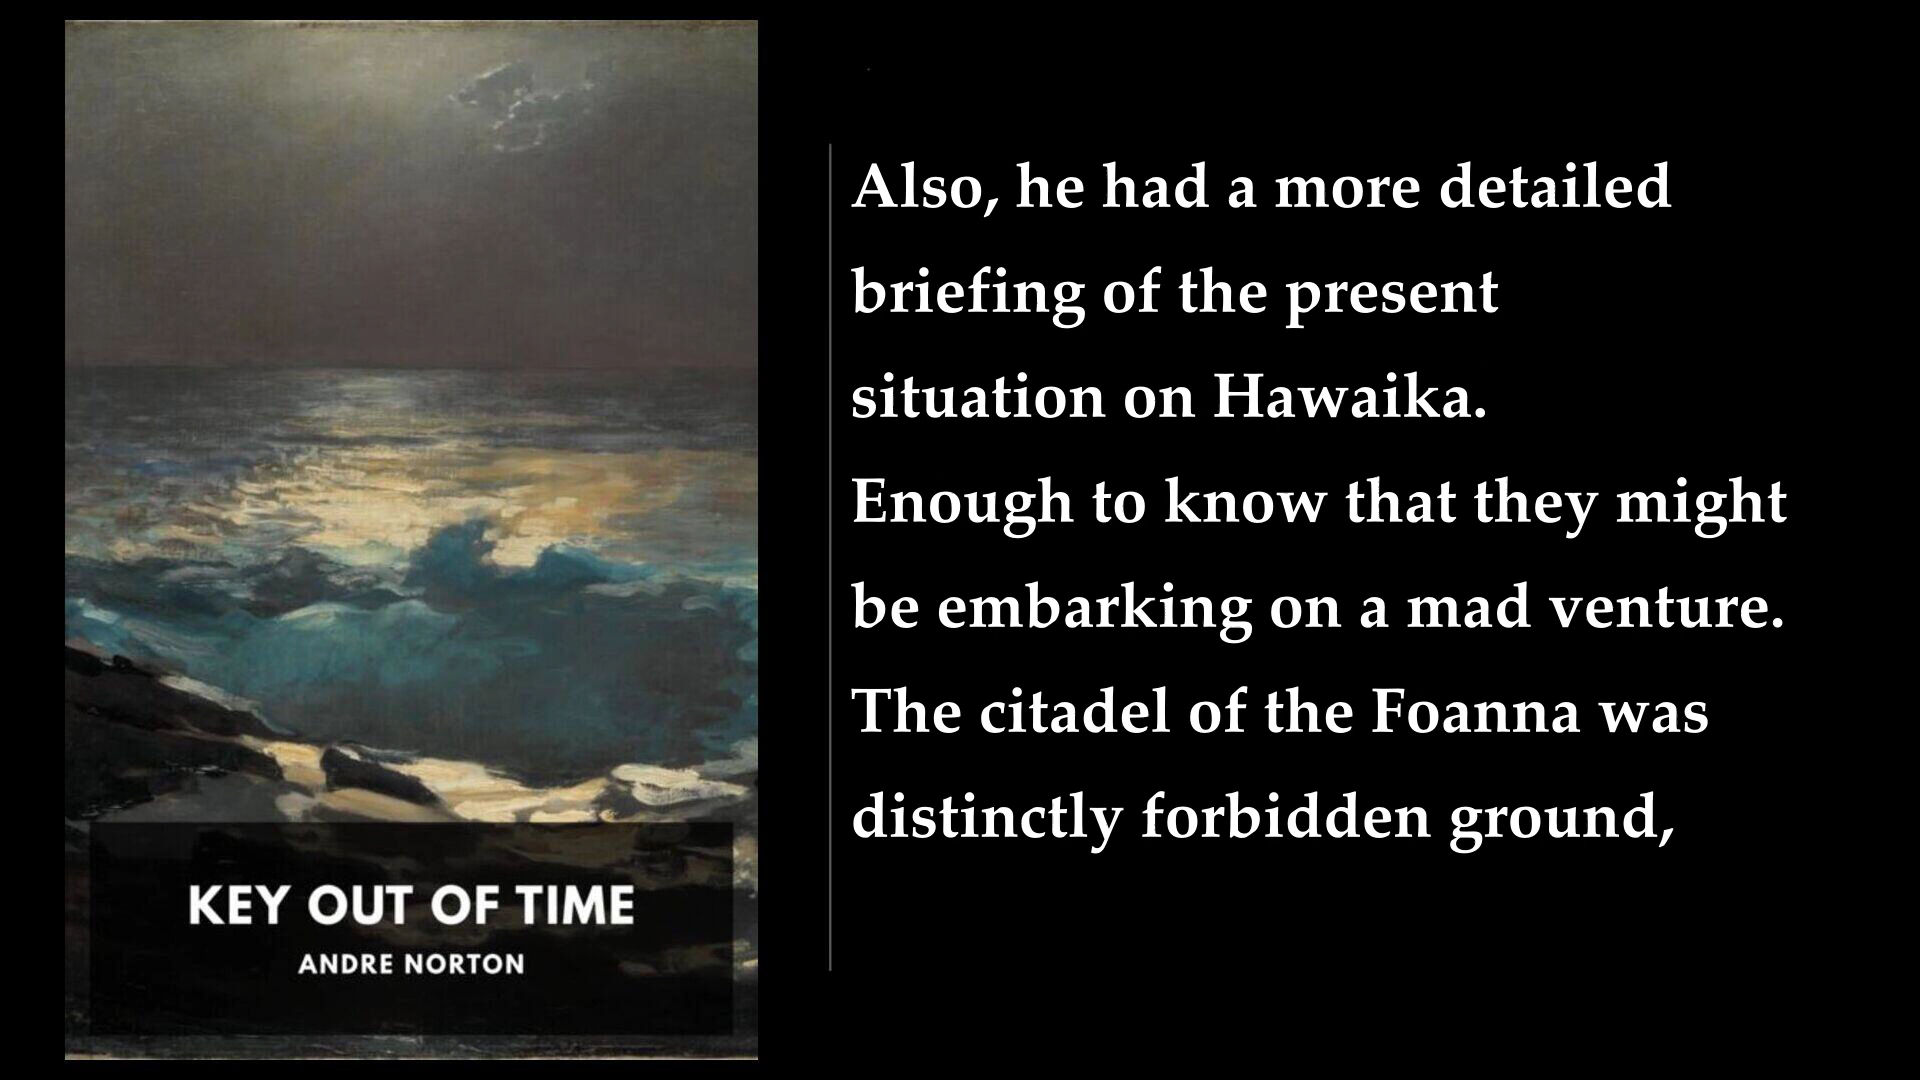 KEY OUT OF TIME
ANDRE NORTON
Also, he had a more detailed
briefing of the present
situation on Hawaika.
Enough to know that they might
be embarking on a mad venture.
The citadel of the Foanna was
distinctly forbidden ground,